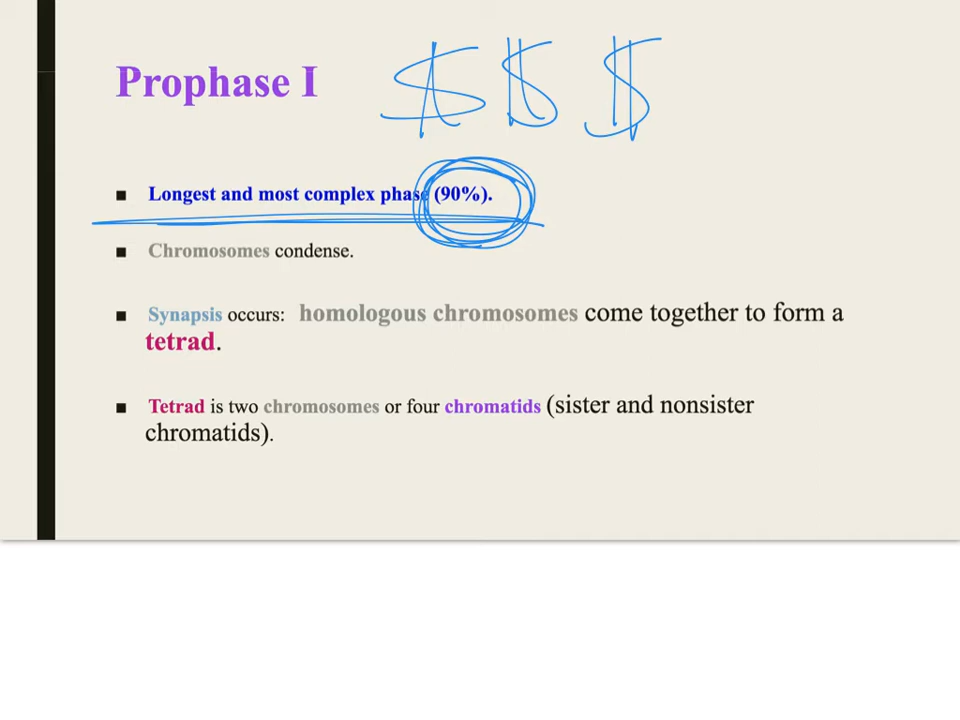 Prophase I $ $ $
▪ Longest and most complex phase (90%).
▪ Chromosomes condense.
▪ Synapsis occurs: homologous chromosomes come together to form a
tetrad.
▪ Tetrad is two chromosomes or four chromatids (sister and nonsister
chromatids).